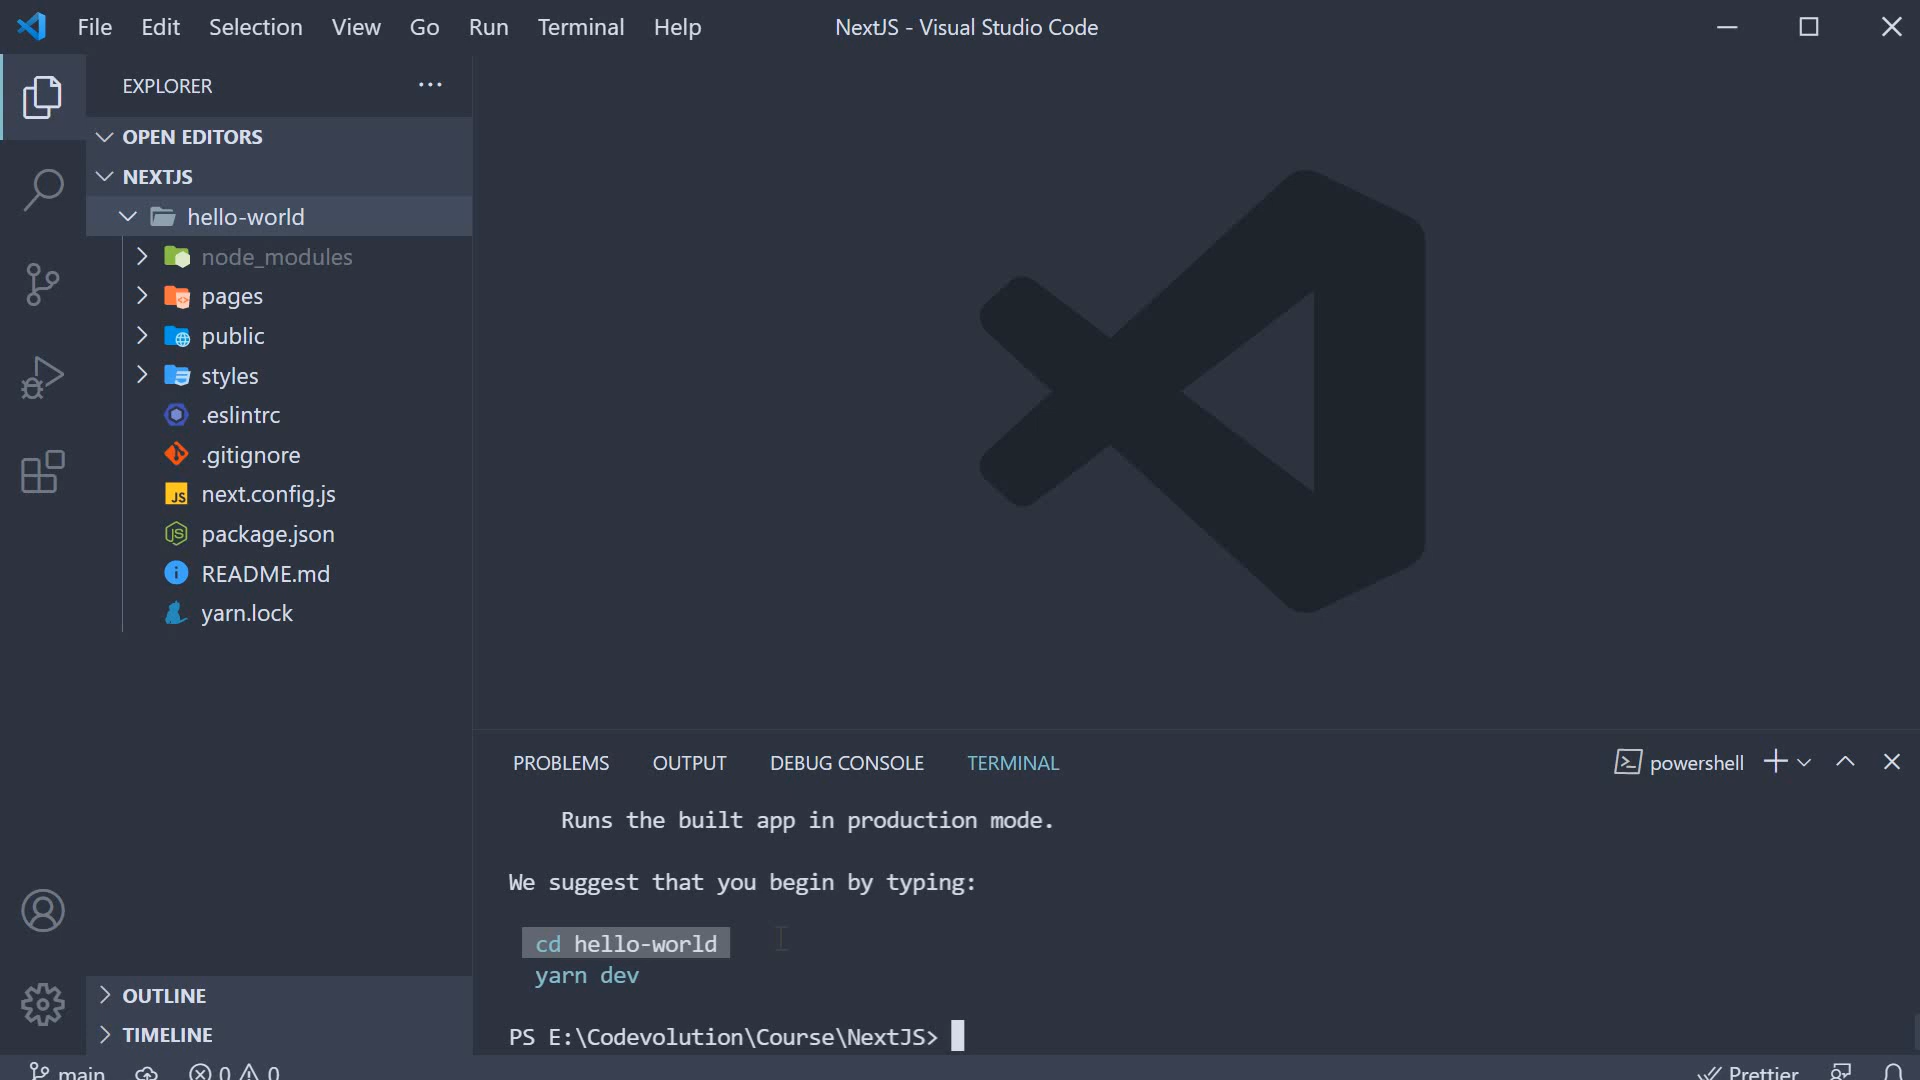 File Edit Selection View Go Run Terminal Help
NextJS - Visual Studio Code
EXPLORER
OPEN EDITORS
NEXTJS
hello-world
node_modules
pages
public
styles
.eslintrc
.gitignore
next.config.js
package.json
README.md
yarn.lock
OUTLINE
TIMELINE
PROBLEMS OUTPUT DEBUG CONSOLE TERMINAL
powershell
Runs the built app in production mode.
We suggest that you begin by typing:
cd hello-world
yarn dev
PS E:\Codevolution\Course\NextJS>
main 0 0 Prettier